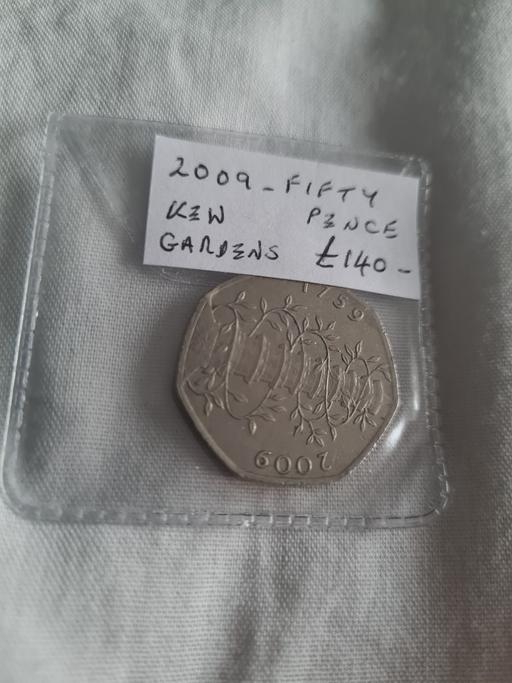 2009 - FIFTY
KEW PENCE
GARDENS £140-
1759
2009